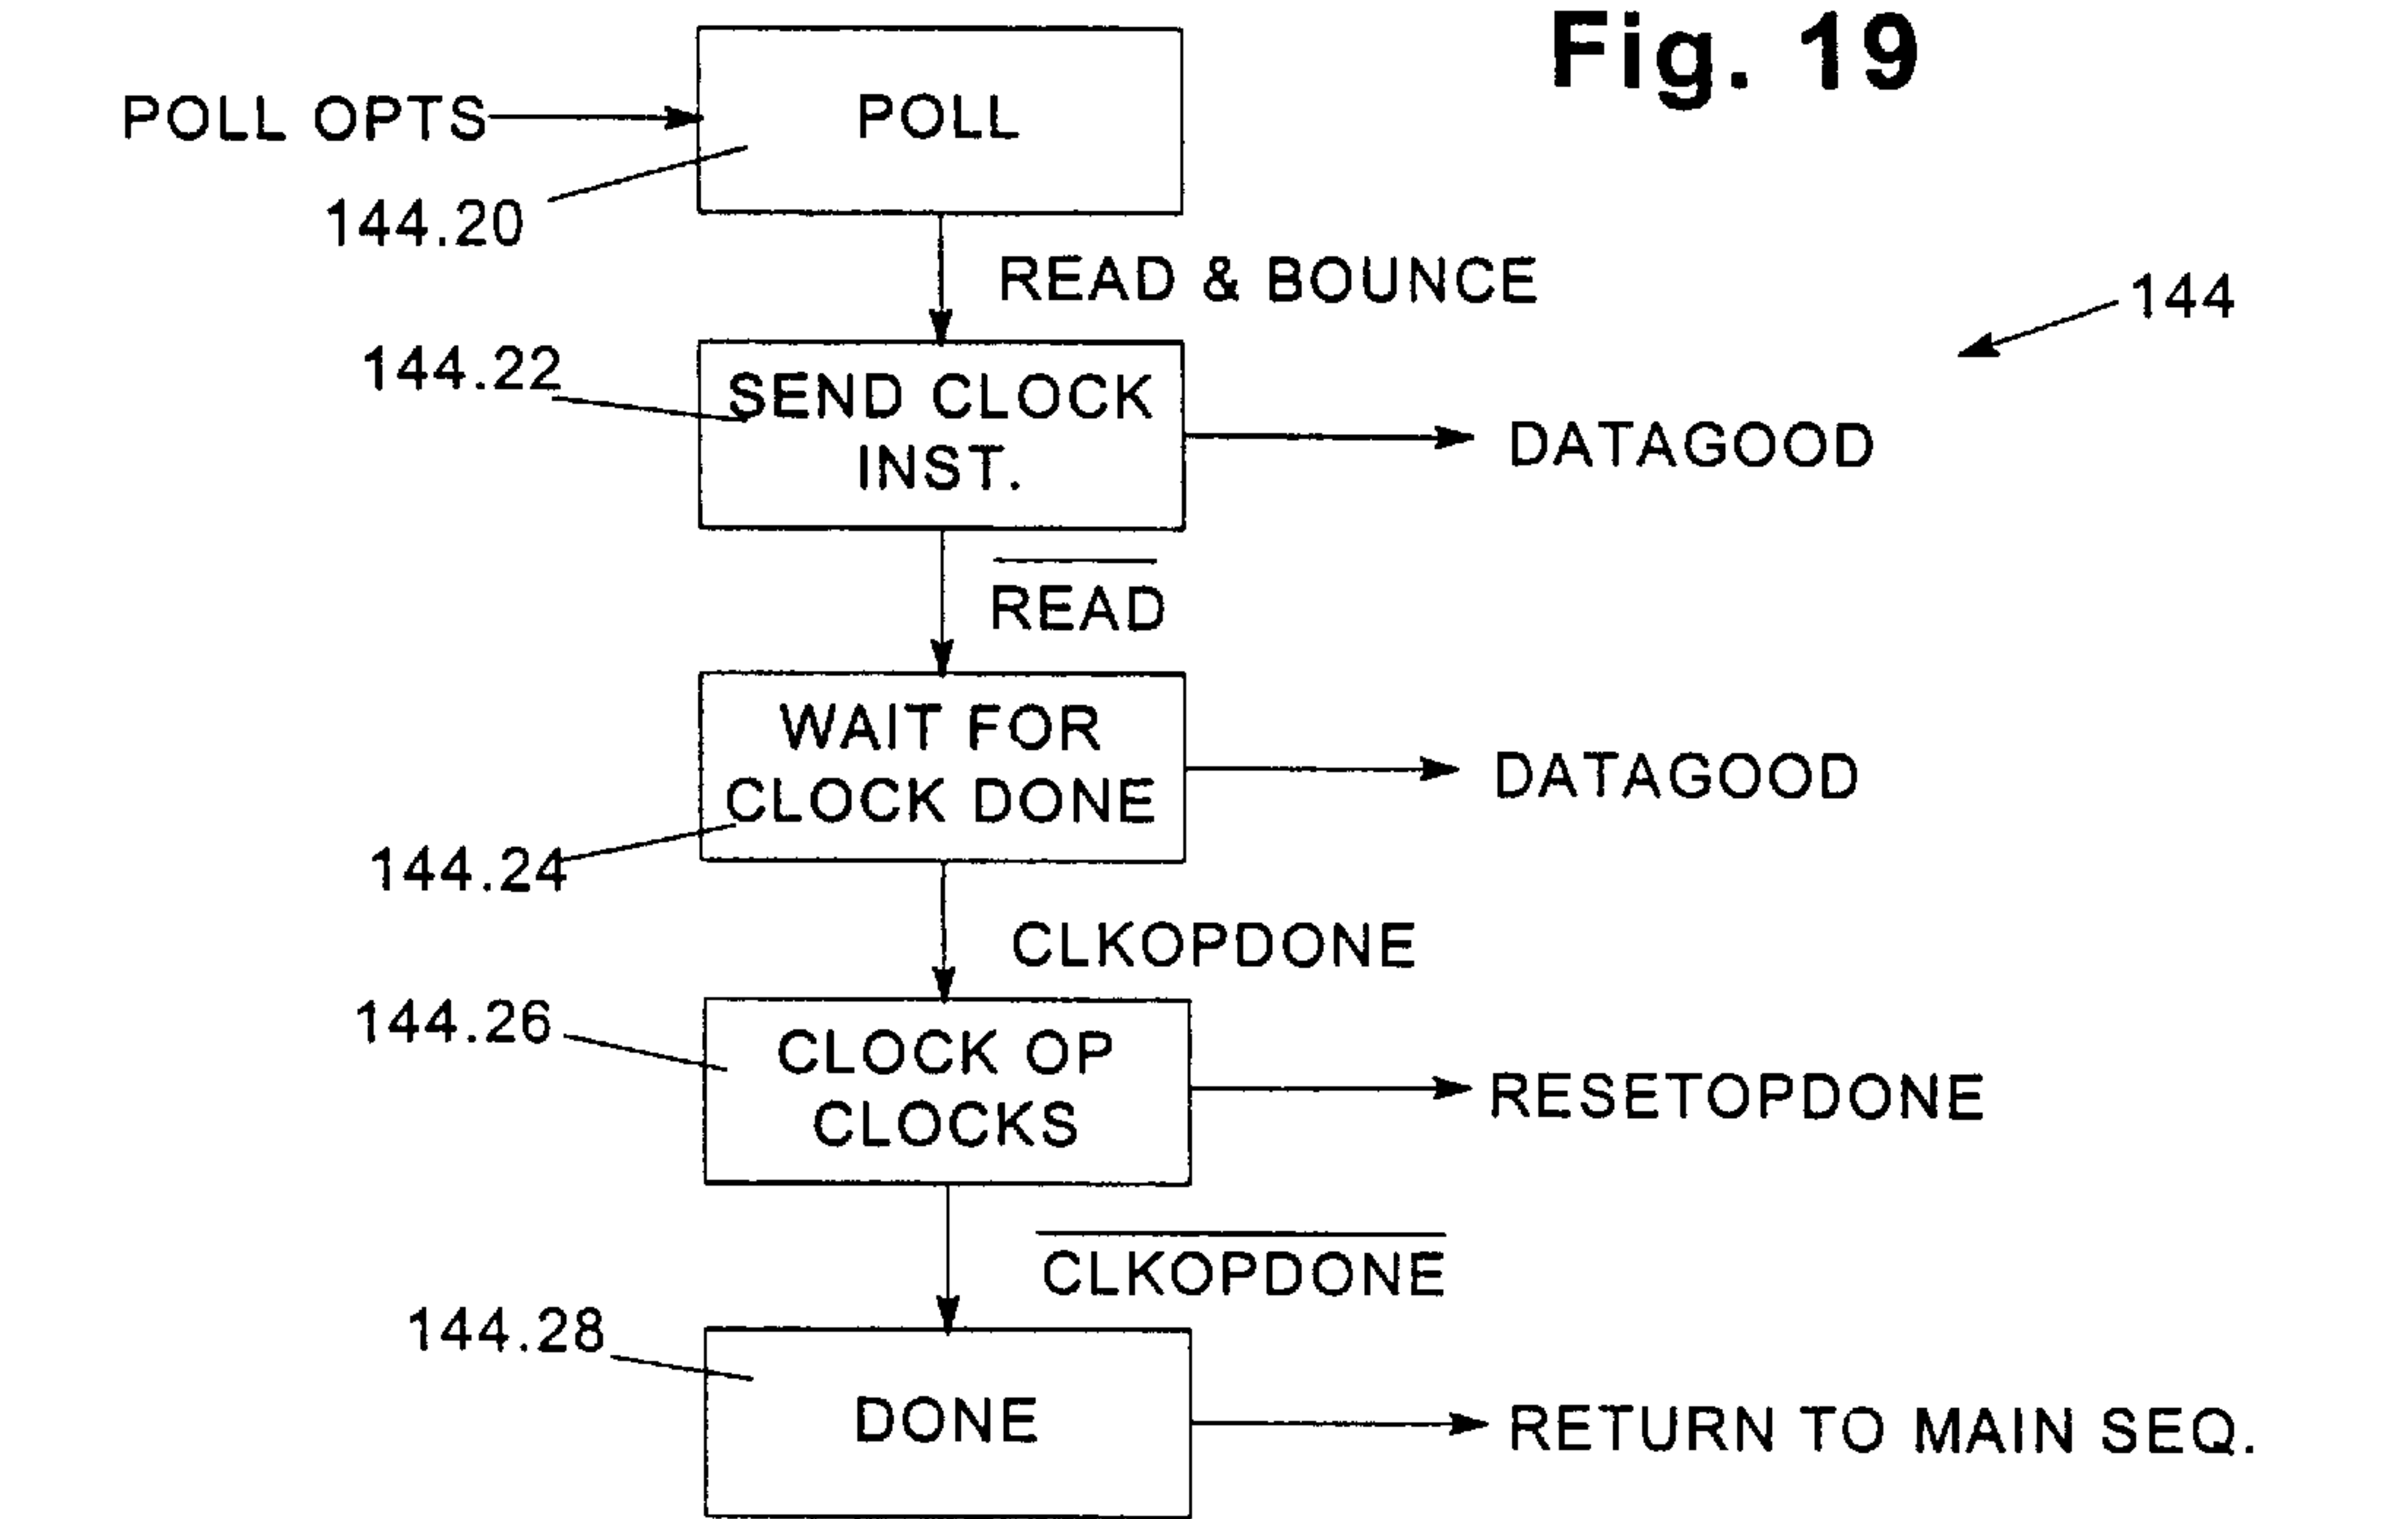 Fig. 19
POLL OPTS
POLL
144.20
READ & BOUNCE
144
144.22
SEND CLOCK
INST.
DATAGOOD
READ
WAIT FOR
CLOCK DONE
DATAGOOD
144.24
CLKOPDONE
144.26
CLOCK OP
CLOCKS
RESETOPDONE
CLKOPDONE
144.28
DONE
RETURN TO MAIN SEQ.